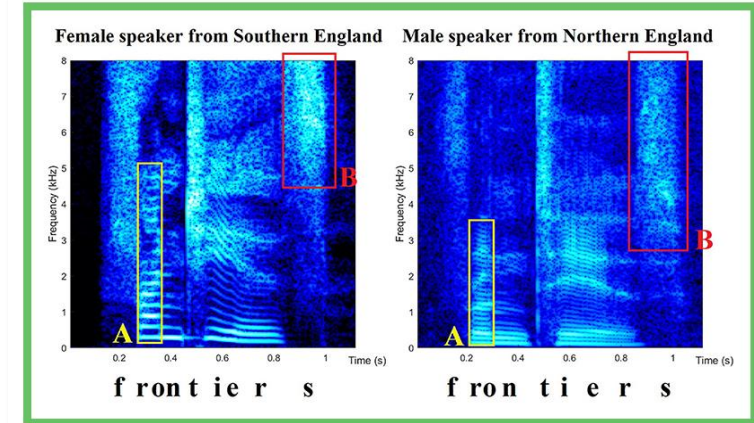 Female speaker from Southern England
8
7
6
5
4
3
2
1
0
Frequency (kHz)
A
B
0.2 0.4 0.6 0.8 1 Time (s)
f r o n t i e r s
Male speaker from Northern England
8
7
6
5
4
3
2
1
0
Frequency (kHz)
A
B
0.2 0.4 0.6 0.8 1 Time (s)
f r o n t i e r s